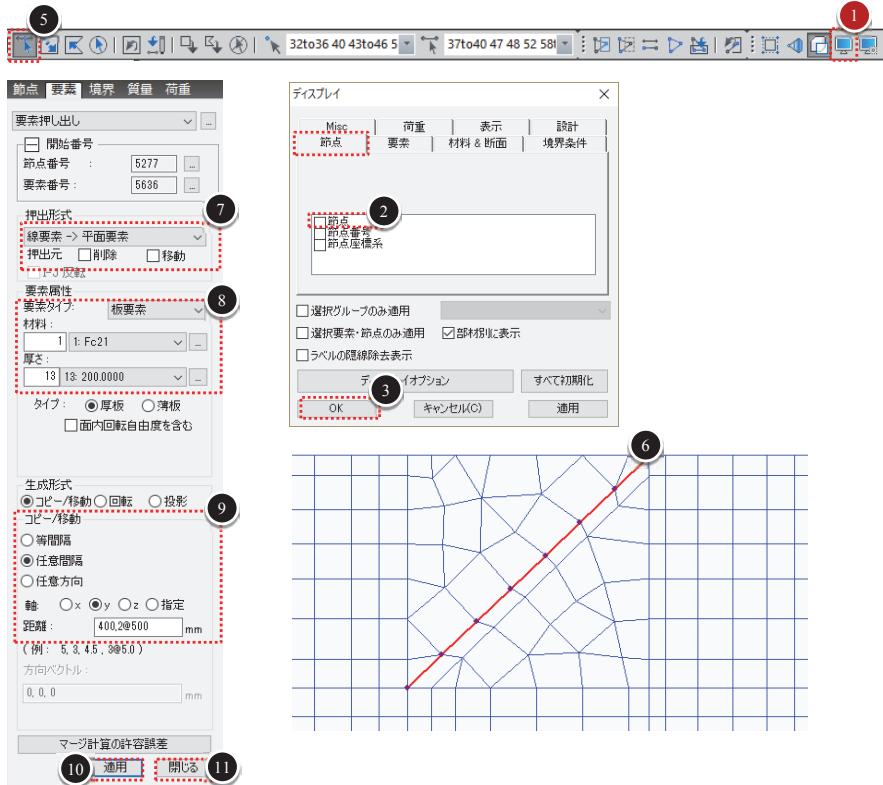 5
1
32to36 40 43to46 5
37to40 47 48 52 58t
節点 要素 境界 質量 荷重
要素押し出し
...
開始番号
節点番号 : 5277 ...
要素番号 : 5636 ...
7
押出形式
線要素 -> 平面要素
押出元 削除 移動
I-J 反転
要素属性
8
要素タイプ: 板要素
材料 :
1 1: Fc21 ...
厚さ :
13 13: 200.0000 ...
タイプ : 厚板 薄板
面内回転自由度を含む
生成形式
コピー/移動 回転 投影
9
コピー/移動
等間隔
任意間隔
任意方向
軸: x y z 指定
距離 : 400,2@500 mm
( 例 : 5, 3, 4.5 , 3@5.0 )
方向ベクトル :
0, 0, 0 mm
マージ計算の許容誤差
10 適用 閉じる 11
ディスプレイ
Misc 荷重 表示 設計
節点 要素 材料 & 断面 境界条件
2
節点
節点番号
節点座標系
選択グループのみ適用
選択要素・節点のみ適用 部材別に表示
ラベルの隠線除去表示
ディスプレイオプション すべて初期化
3
OK キャンセル(C) 適用
6